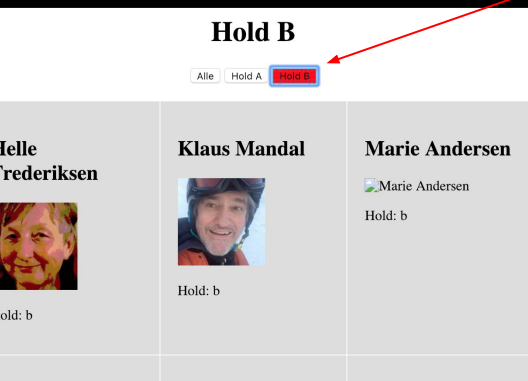 Hold B
Alle Hold A Hold B
Helle
Frederiksen
Hold: b
Klaus Mandal
Hold: b
Marie Andersen
Marie Andersen
Hold: b